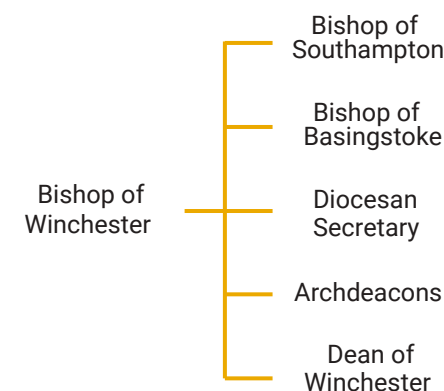 Bishop of
Winchester
Bishop of
Southampton
Bishop of
Basingstoke
Diocesan
Secretary
Archdeacons
Dean of
Winchester